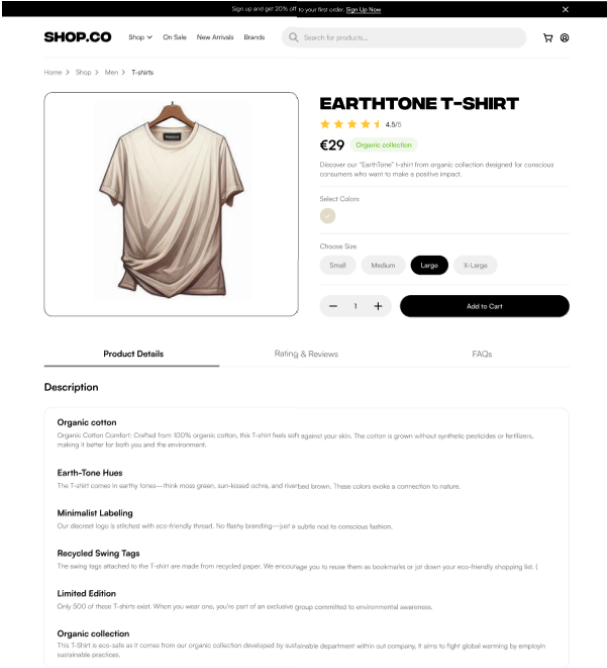 Sign up and get 20% off to your first order. Sign Up Now
SHOP.CO
Shop
On Sale
New Arrivals
Brands
Search for products...
Home > Shop > Men > T-shirts
EARTHTONE T-SHIRT
4.5/5
€29
Organic collection
Discover our "EarthTone" t-shirt from organic collection designed for conscious
consumers who want to make a positive impact.
Select Colors
Choose Size
Small
Medium
Large
X-Large
1
Add to Cart
Product Details
Rating & Reviews
FAQs
Description
Organic cotton
Organic Cotton Comfort: Crafted from 100% organic cotton, this T-shirt feels soft against your skin. The cotton is grown without synthetic pesticides or fertilizers,
making it better for both you and the environment.
Earth-Tone Hues
The T-shirt comes in earthy tones—think moss green, sun-kissed ochre, and riverbed brown. These colors evoke a connection to nature.
Minimalist Labeling
Our discreet logo is stitched with eco-friendly thread. No flashy branding—just a subtle nod to conscious fashion.
Recycled Swing Tags
The swing tags attached to the T-shirt are made from recycled paper. We encourage you to reuse them as bookmarks or jot down your eco-friendly shopping list. (
Limited Edition
Only 500 of these T-shirts exist. When you wear one, you're part of an exclusive group committed to environmental awareness.
Organic collection
This T-Shirt is eco-safe as it comes from our organic collection developed by sustainable department within out company, It aims to fight global warming by employin
sustainable practices.